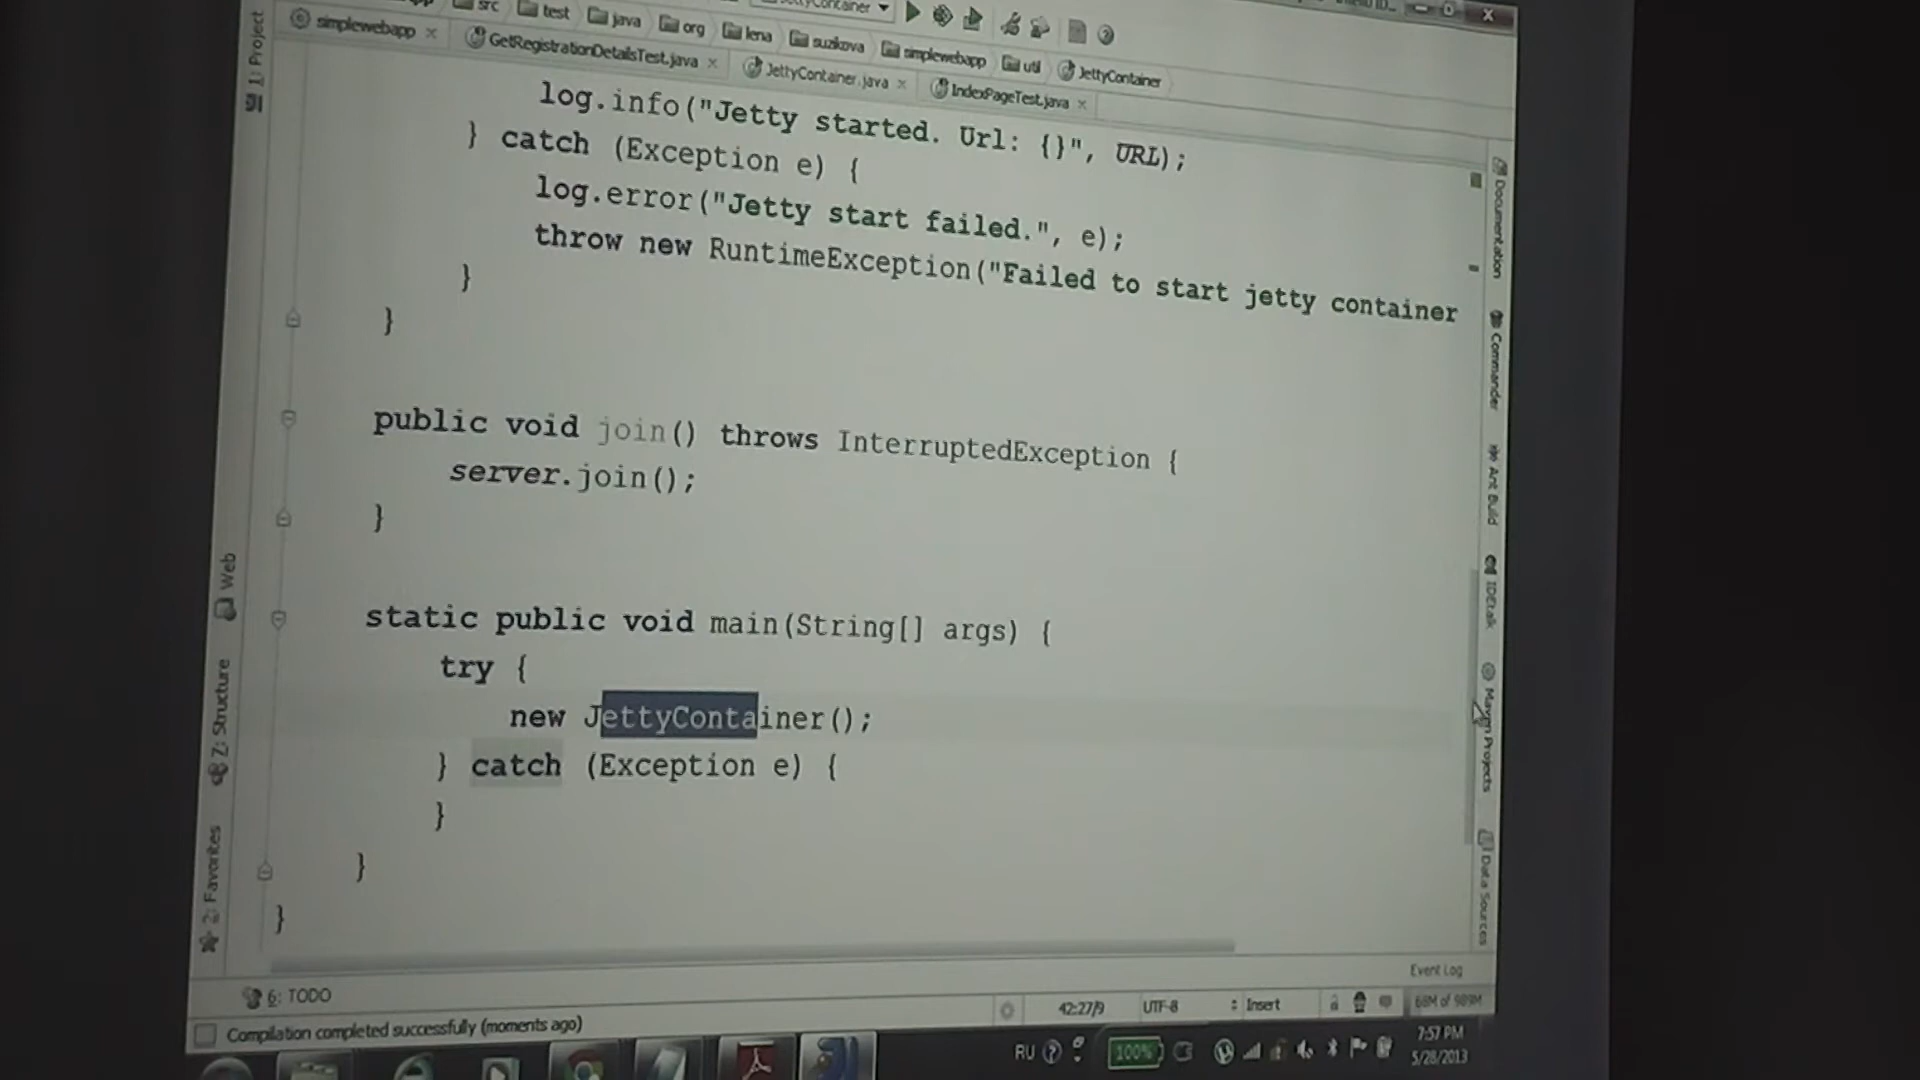 src test java org lena suzikova simplewebapp util JettyContainer
simplewebapp GetRegistrationDetailsTest.java JettyContainer.java IndexPageTest.java
1: Project
log.info("Jetty started. Url: {}", URL);
} catch (Exception e) {
log.error("Jetty start failed.", e);
throw new RuntimeException("Failed to start jetty container
}
}
public void join() throws InterruptedException {
server.join();
}
static public void main(String[] args) {
try {
new JettyContainer();
} catch (Exception e) {
}
}
}
Web
7: Structure
2: Favorites
Documentation
Commander
Ant Build
IDEtalk
Maven Projects
Data Sources
Event Log
6: TODO
Compilation completed successfully (moments ago)
42:27/9 UTF-8 Insert 68M of 989M
RU 100% 7:57 PM
5/28/2013